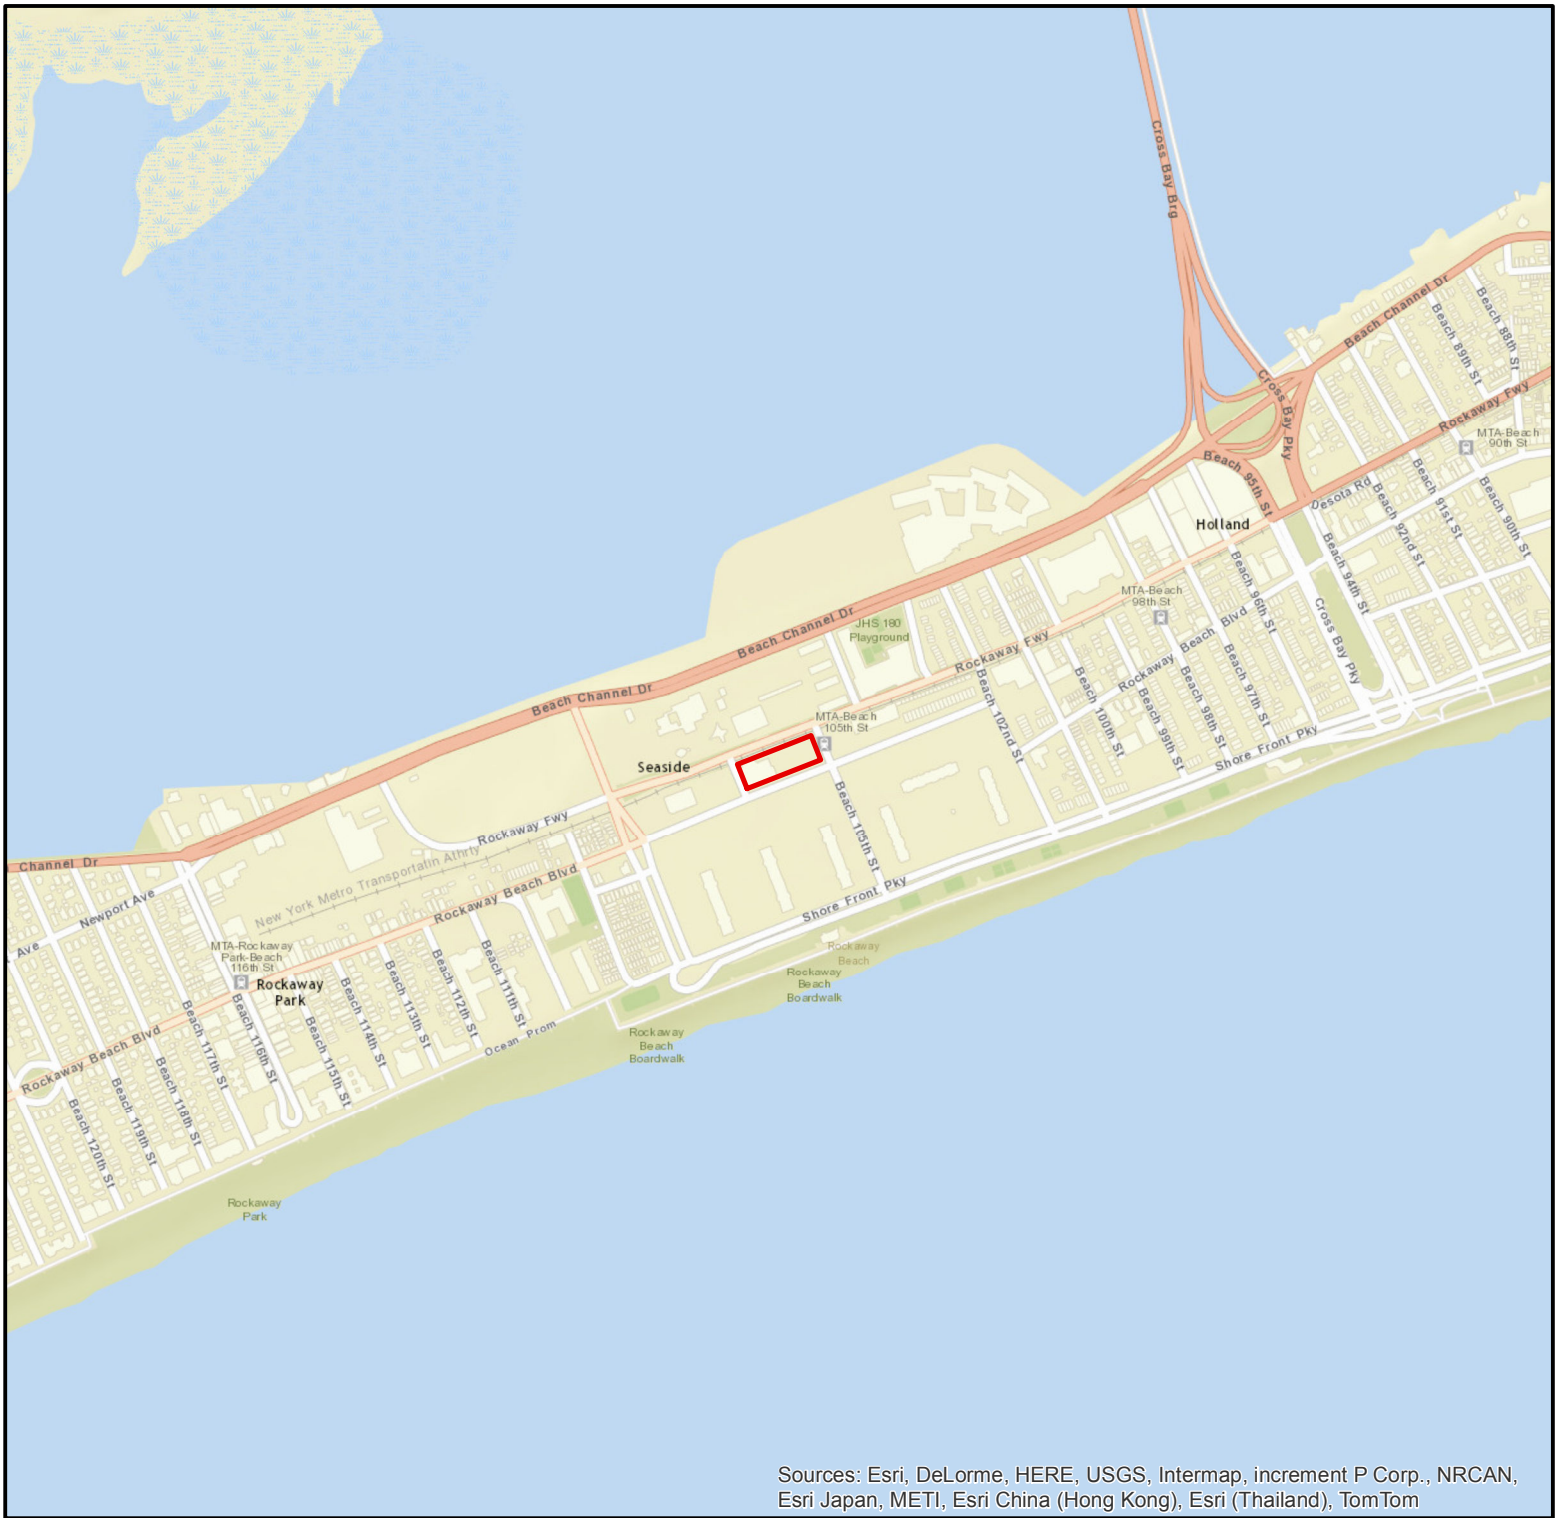 Cross Bay Brg
Beach Channel Dr
Beach 88th St
Beach 89th St
Rockaway Fwy
MTA-Beach
90th St
Cross Bay Pky
Beach 95th St
Desota Rd
Holland
Beach 90th St
Beach 91st St
Beach 92nd St
Beach 94th St
Beach 96th St
Cross Bay Pky
MTA-Beach
98th St
Rockaway Beach Blvd
Beach 97th St
Beach 98th St
Beach 99th St
Beach 100th St
Shore Front Pky
Beach Channel Dr
JHS 180
Playground
Rockaway Fwy
Beach 102nd St
MTA-Beach
105th St
Beach Channel Dr
Seaside
Beach 105th St
Rockaway Fwy
New York Metro Transportatin Athrty
Rockaway Beach Blvd
Shore Front Pky
Channel Dr
Newport Ave
Ave
MTA-Rockaway
Park-Beach
116th St
Rockaway
Park
Rockaway
Beach
Rockaway
Beach
Boardwalk
Rockaway
Beach
Boardwalk
Ocean Prom
Beach 111th St
Beach 112th St
Beach 113th St
Beach 114th St
Beach 115th St
Beach 116th St
Beach 117th St
Beach 118th St
Beach 119th St
Beach 120th St
Rockaway Beach Blvd
Rockaway
Park
Sources: Esri, DeLorme, HERE, USGS, Intermap, increment P Corp., NRCAN,
Esri Japan, METI, Esri China (Hong Kong), Esri (Thailand), TomTom